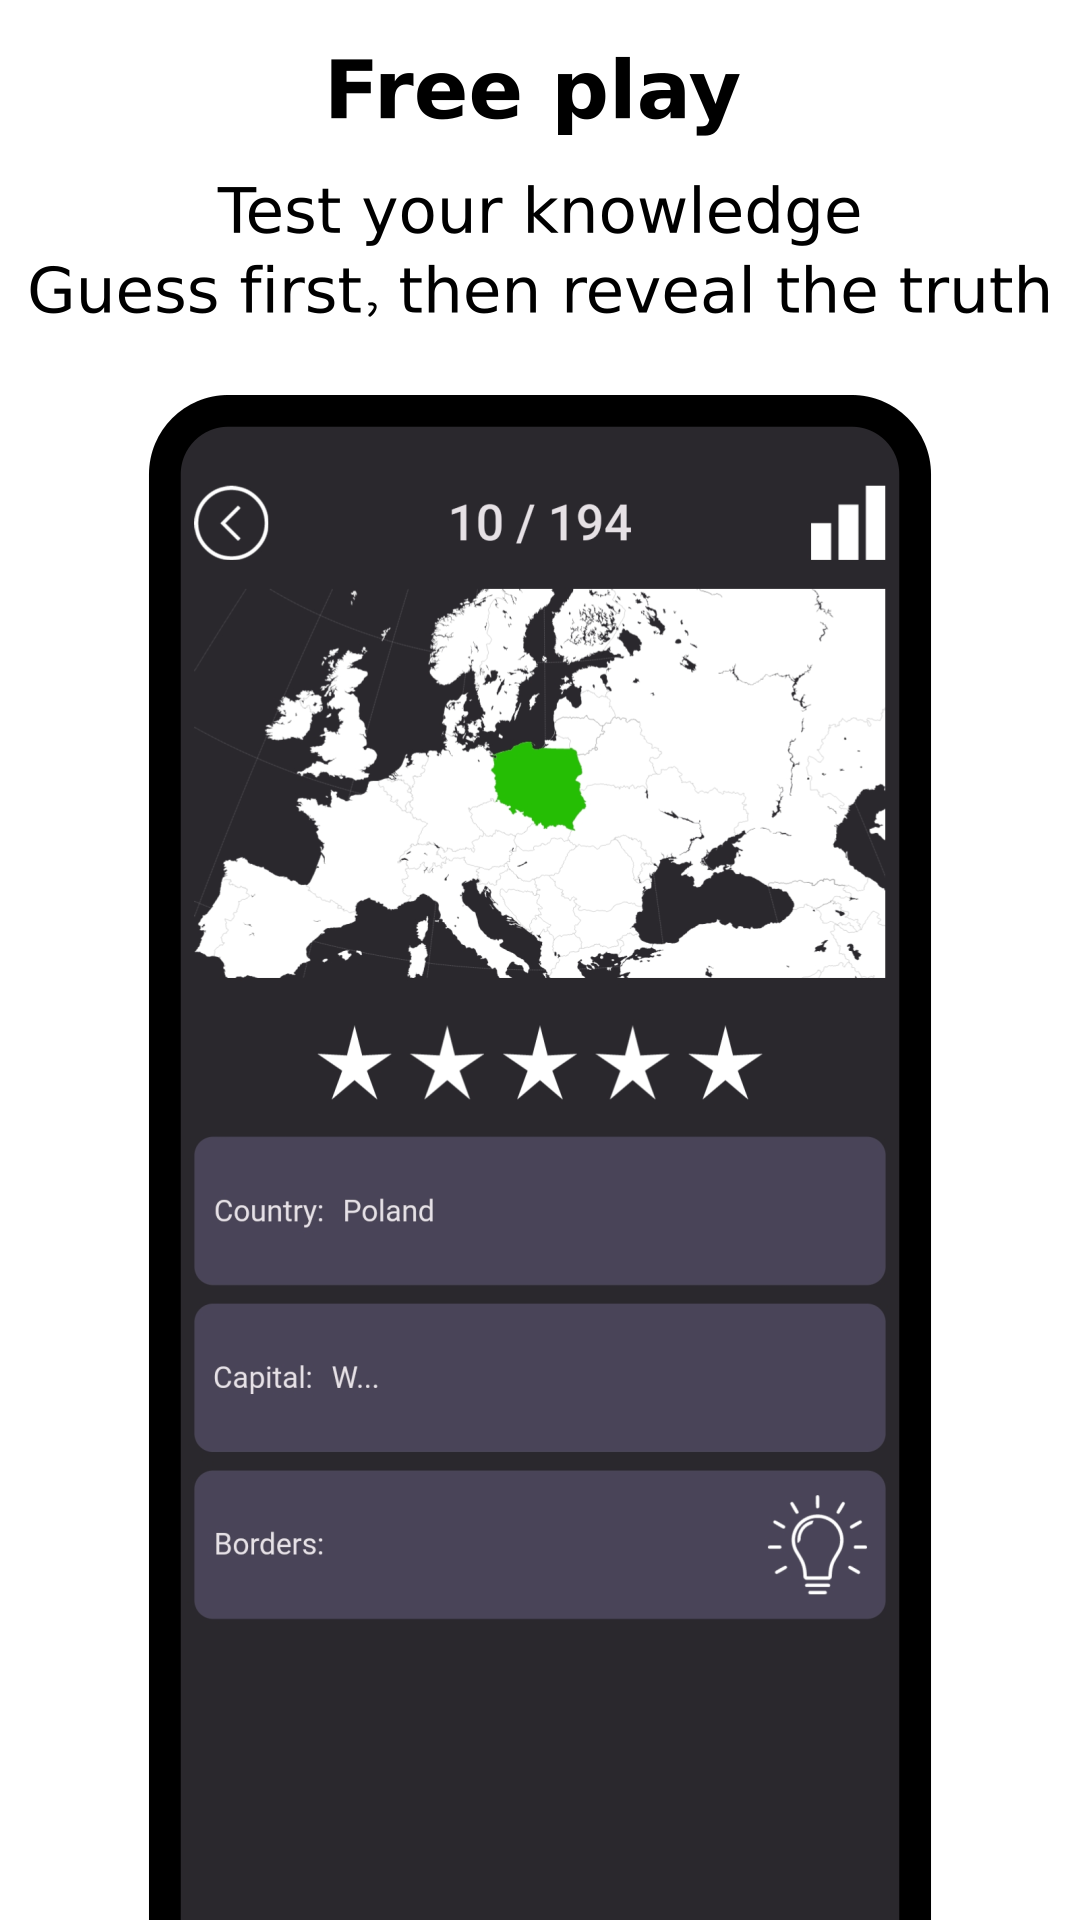 Free play
Test your knowledge
Guess first, then reveal the truth
10 / 194
Country: Poland
Capital: W...
Borders: